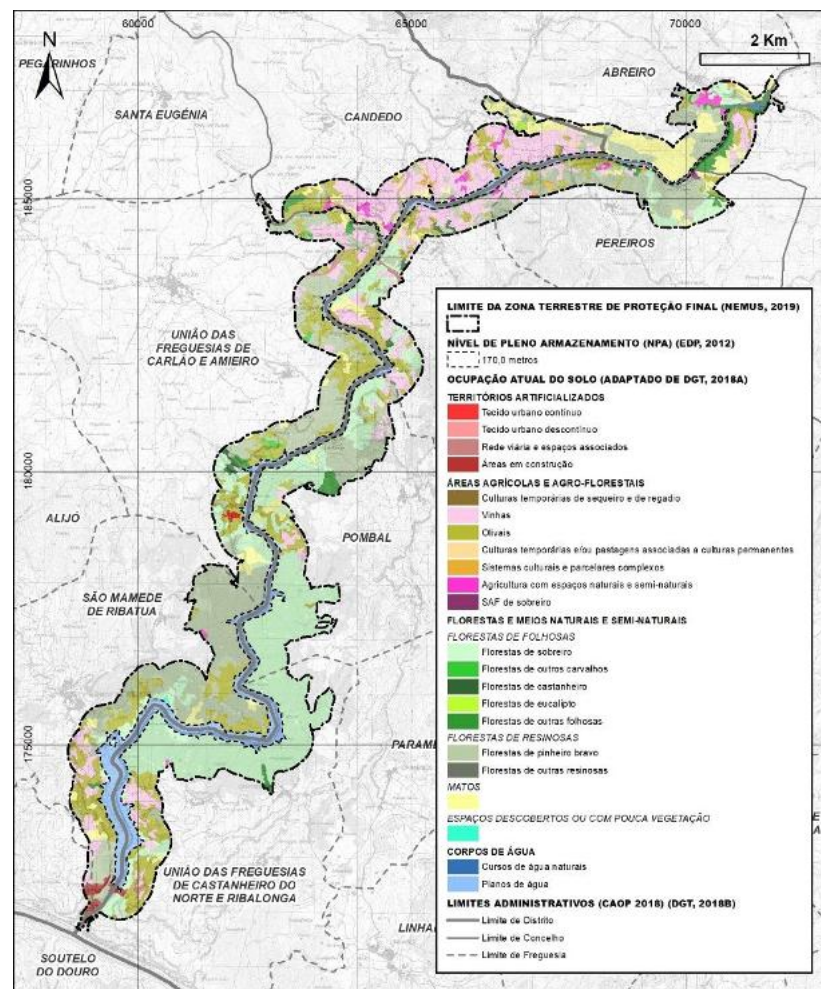 60000
65000
70000
N
2 Km
PEGARINHOS
ABREIRO
SANTA EUGÉNIA
CANDEDO
185000
PEREIROS
UNIÃO DAS
FREGUESIAS DE
CARLÃO E AMIEIRO
180000
ALIJÓ
POMBAL
SÃO MAMEDE
DE RIBATUA
175000
PARAM
UNIÃO DAS FREGUESIAS
DE CASTANHEIRO DO
NORTE E RIBALONGA
LINHA
SOUTELO
DO DOURO
LIMITE DA ZONA TERRESTRE DE PROTEÇÃO FINAL (NEMUS, 2019)
NÍVEL DE PLENO ARMAZENAMENTO (NPA) (EDP, 2012)
170,0 metros
OCUPAÇÃO ATUAL DO SOLO (ADAPTADO DE DGT, 2018A)
TERRITÓRIOS ARTIFICIALIZADOS
Tecido urbano contínuo
Tecido urbano descontínuo
Rede viária e espaços associados
Áreas em construção
ÁREAS AGRÍCOLAS E AGRO-FLORESTAIS
Culturas temporárias de sequeiro e de regadio
Vinhas
Olivais
Culturas temporárias e/ou pastagens associadas a culturas permanentes
Sistemas culturais e parcelares complexos
Agricultura com espaços naturais e semi-naturais
SAF de sobreiro
FLORESTAS E MEIOS NATURAIS E SEMI-NATURAIS
FLORESTAS DE FOLHOSAS
Florestas de sobreiro
Florestas de outros carvalhos
Florestas de castanheiro
Florestas de eucalipto
Florestas de outras folhosas
FLORESTAS DE RESINOSAS
Florestas de pinheiro bravo
Florestas de outras resinosas
MATOS
ESPAÇOS DESCOBERTOS OU COM POUCA VEGETAÇÃO
CORPOS DE ÁGUA
Cursos de água naturais
Planos de água
LIMITES ADMINISTRATIVOS (CAOP 2018) (DGT, 2018B)
Limite de Distrito
Limite de Concelho
Limite de Freguesia